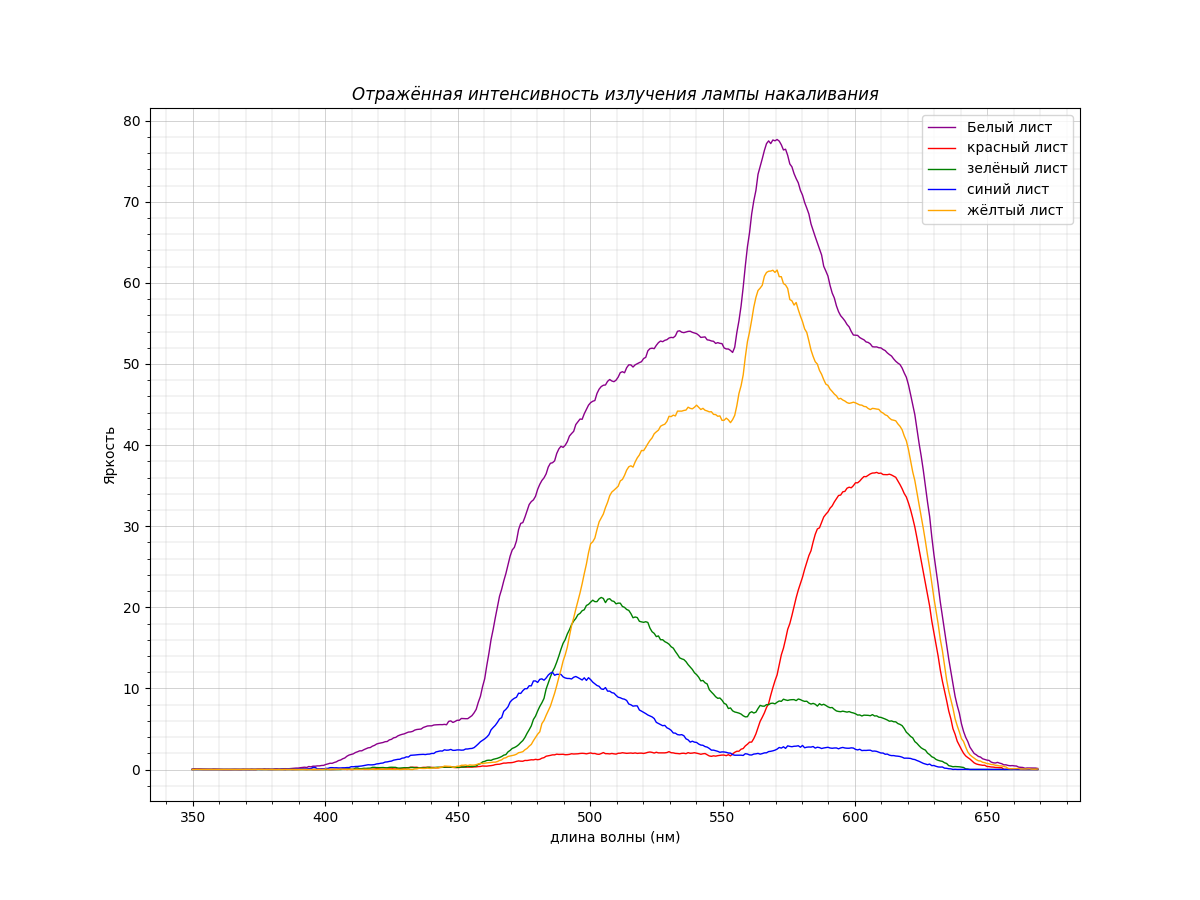 Отражённая интенсивность излучения лампы накаливания
Белый лист
красный лист
зелёный лист
синий лист
жёлтый лист
80
70
60
50
40
30
20
10
0
Яркость
350 400 450 500 550 600 650
длина волны (нм)